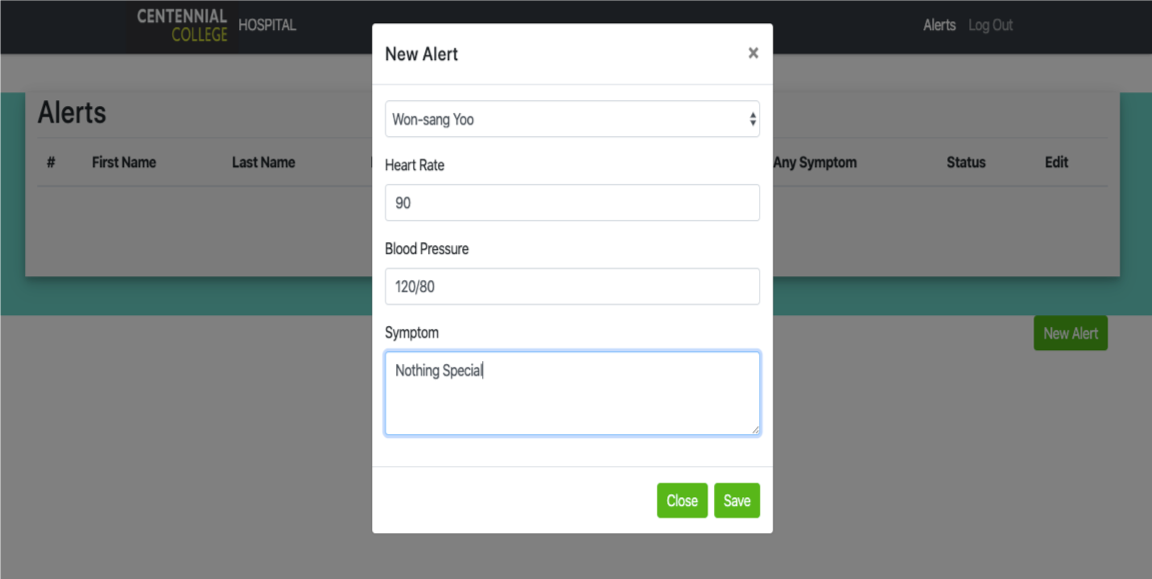 CENTENNIAL
COLLEGE
HOSPITAL
Alerts Log Out
Alerts
# First Name Last Name Any Symptom Status Edit
New Alert
New Alert ×
Won-sang Yoo
Heart Rate
90
Blood Pressure
120/80
Symptom
Nothing Special
Close Save